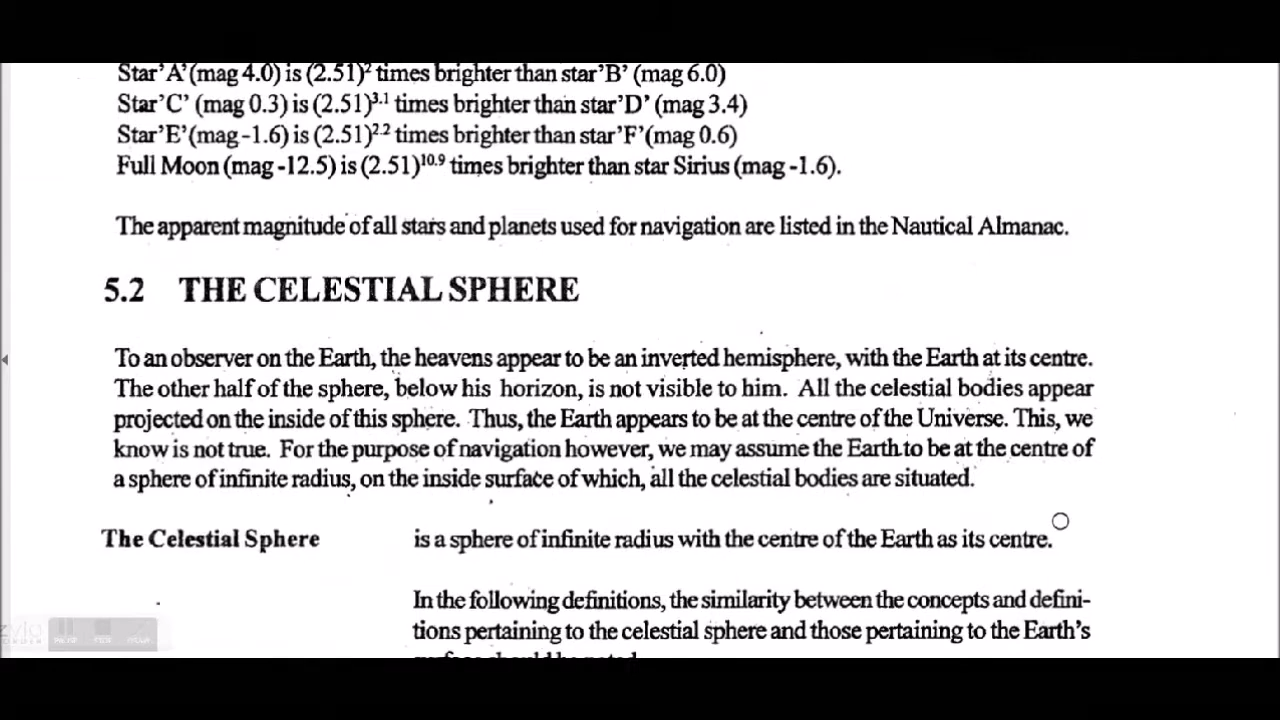 Star'A'(mag 4.0) is (2.51)² times brighter than star'B' (mag 6.0)
Star'C' (mag 0.3) is (2.51)³·¹ times brighter than star'D' (mag 3.4)
Star'E'(mag -1.6) is (2.51)²·² times brighter than star'F'(mag 0.6)
Full Moon (mag -12.5) is (2.51)¹⁰·⁹ times brighter than star Sirius (mag -1.6).
The apparent magnitude of all stars and planets used for navigation are listed in the Nautical Almanac.
5.2 THE CELESTIAL SPHERE
To an observer on the Earth, the heavens appear to be an inverted hemisphere, with the Earth at its centre.
The other half of the sphere, below his horizon, is not visible to him. All the celestial bodies appear
projected on the inside of this sphere. Thus, the Earth appears to be at the centre of the Universe. This, we
know is not true. For the purpose of navigation however, we may assume the Earth to be at the centre of
a sphere of infinite radius, on the inside surface of which, all the celestial bodies are situated.
The Celestial Sphere is a sphere of infinite radius with the centre of the Earth as its centre.
In the following definitions, the similarity between the concepts and defini-
tions pertaining to the celestial sphere and those pertaining to the Earth's
surface should be noted.